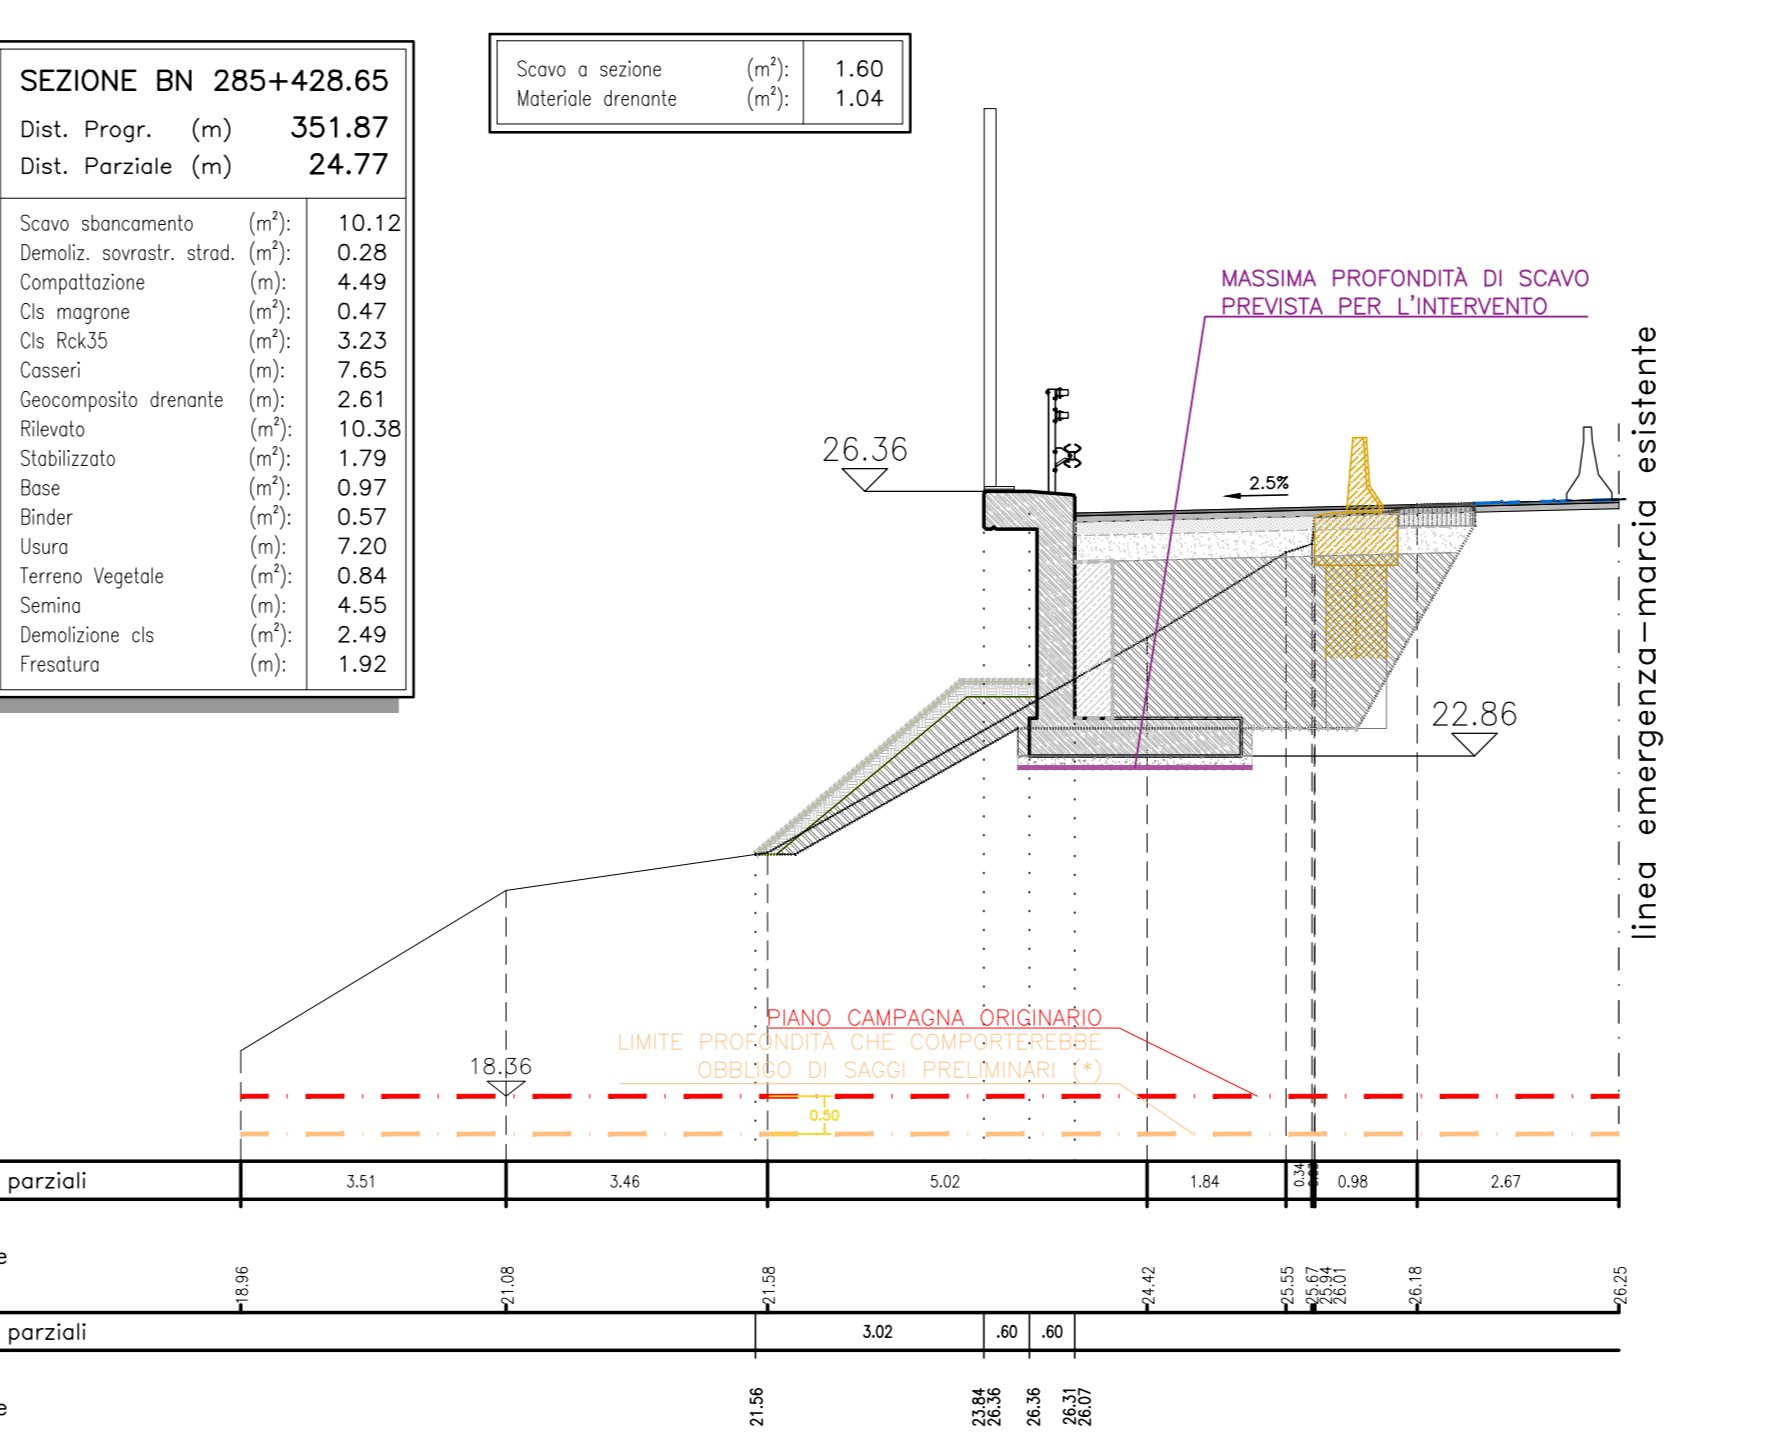 SEZIONE BN 285+428.65
Dist. Progr. (m) 351.87
Dist. Parziale (m) 24.77
Scavo sbancamento (m²): 10.12
Demoliz. sovrastr. strad. (m²): 0.28
Compattazione (m): 4.49
Cls magrone (m²): 0.47
Cls Rck35 (m²): 3.23
Casseri (m): 7.65
Geocomposito drenante (m): 2.61
Rilevato (m²): 10.38
Stabilizzato (m²): 1.79
Base (m²): 0.97
Binder (m²): 0.57
Usura (m): 7.20
Terreno Vegetale (m²): 0.84
Semina (m): 4.55
Demolizione cls (m²): 2.49
Fresatura (m): 1.92
Scavo a sezione (m²): 1.60
Materiale drenante (m²): 1.04
MASSIMA PROFONDITÀ DI SCAVO
PREVISTA PER L'INTERVENTO
linea emergenza-marcia esistente
26.36
2.5%
22.86
PIANO CAMPAGNA ORIGINARIO
LIMITE PROFONDITÀ CHE COMPORTEREBBE
OBBLIGO DI SAGGI PRELIMINARI (*)
18.36
0.50
parziali 3.51 3.46 5.02 1.84 0.34 0.98 2.67
e
18.96 21.08 21.58 24.42 25.55 25.67 25.94 26.01 26.18 26.25
parziali 3.02 .60 .60
e
21.56 23.84 26.36 26.36 26.31 26.07